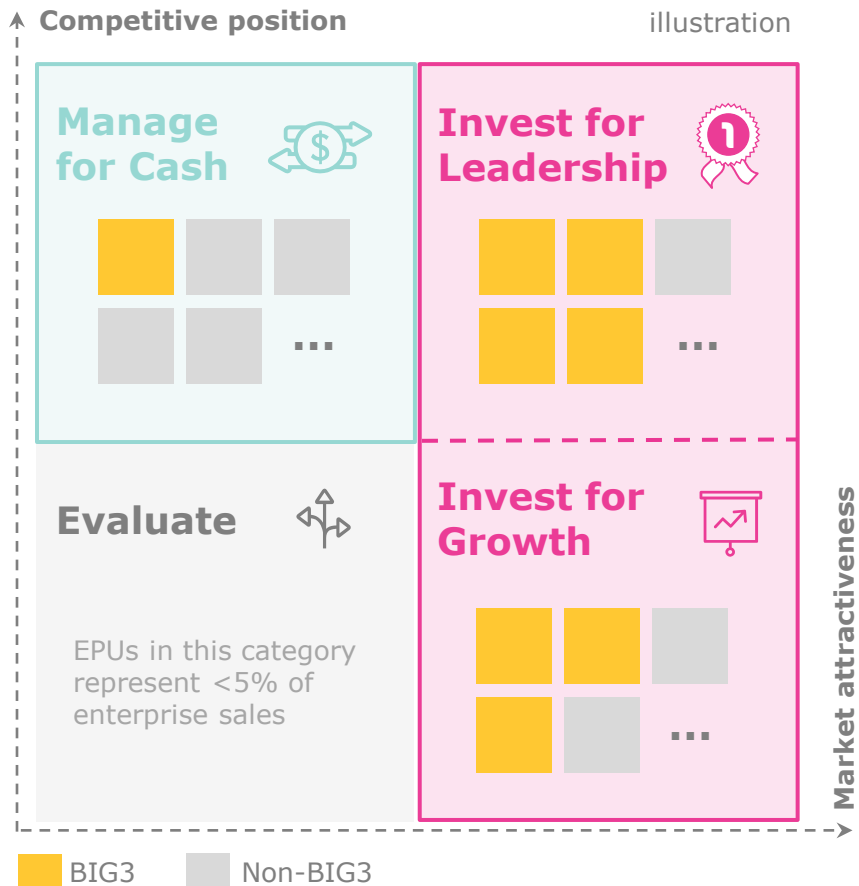 Competitive position
illustration
Manage
for Cash
$
Invest for
Leadership
1
...
...
Evaluate
Invest for
Growth
EPUs in this category
represent <5% of
enterprise sales
...
Market attractiveness
BIG3
Non-BIG3